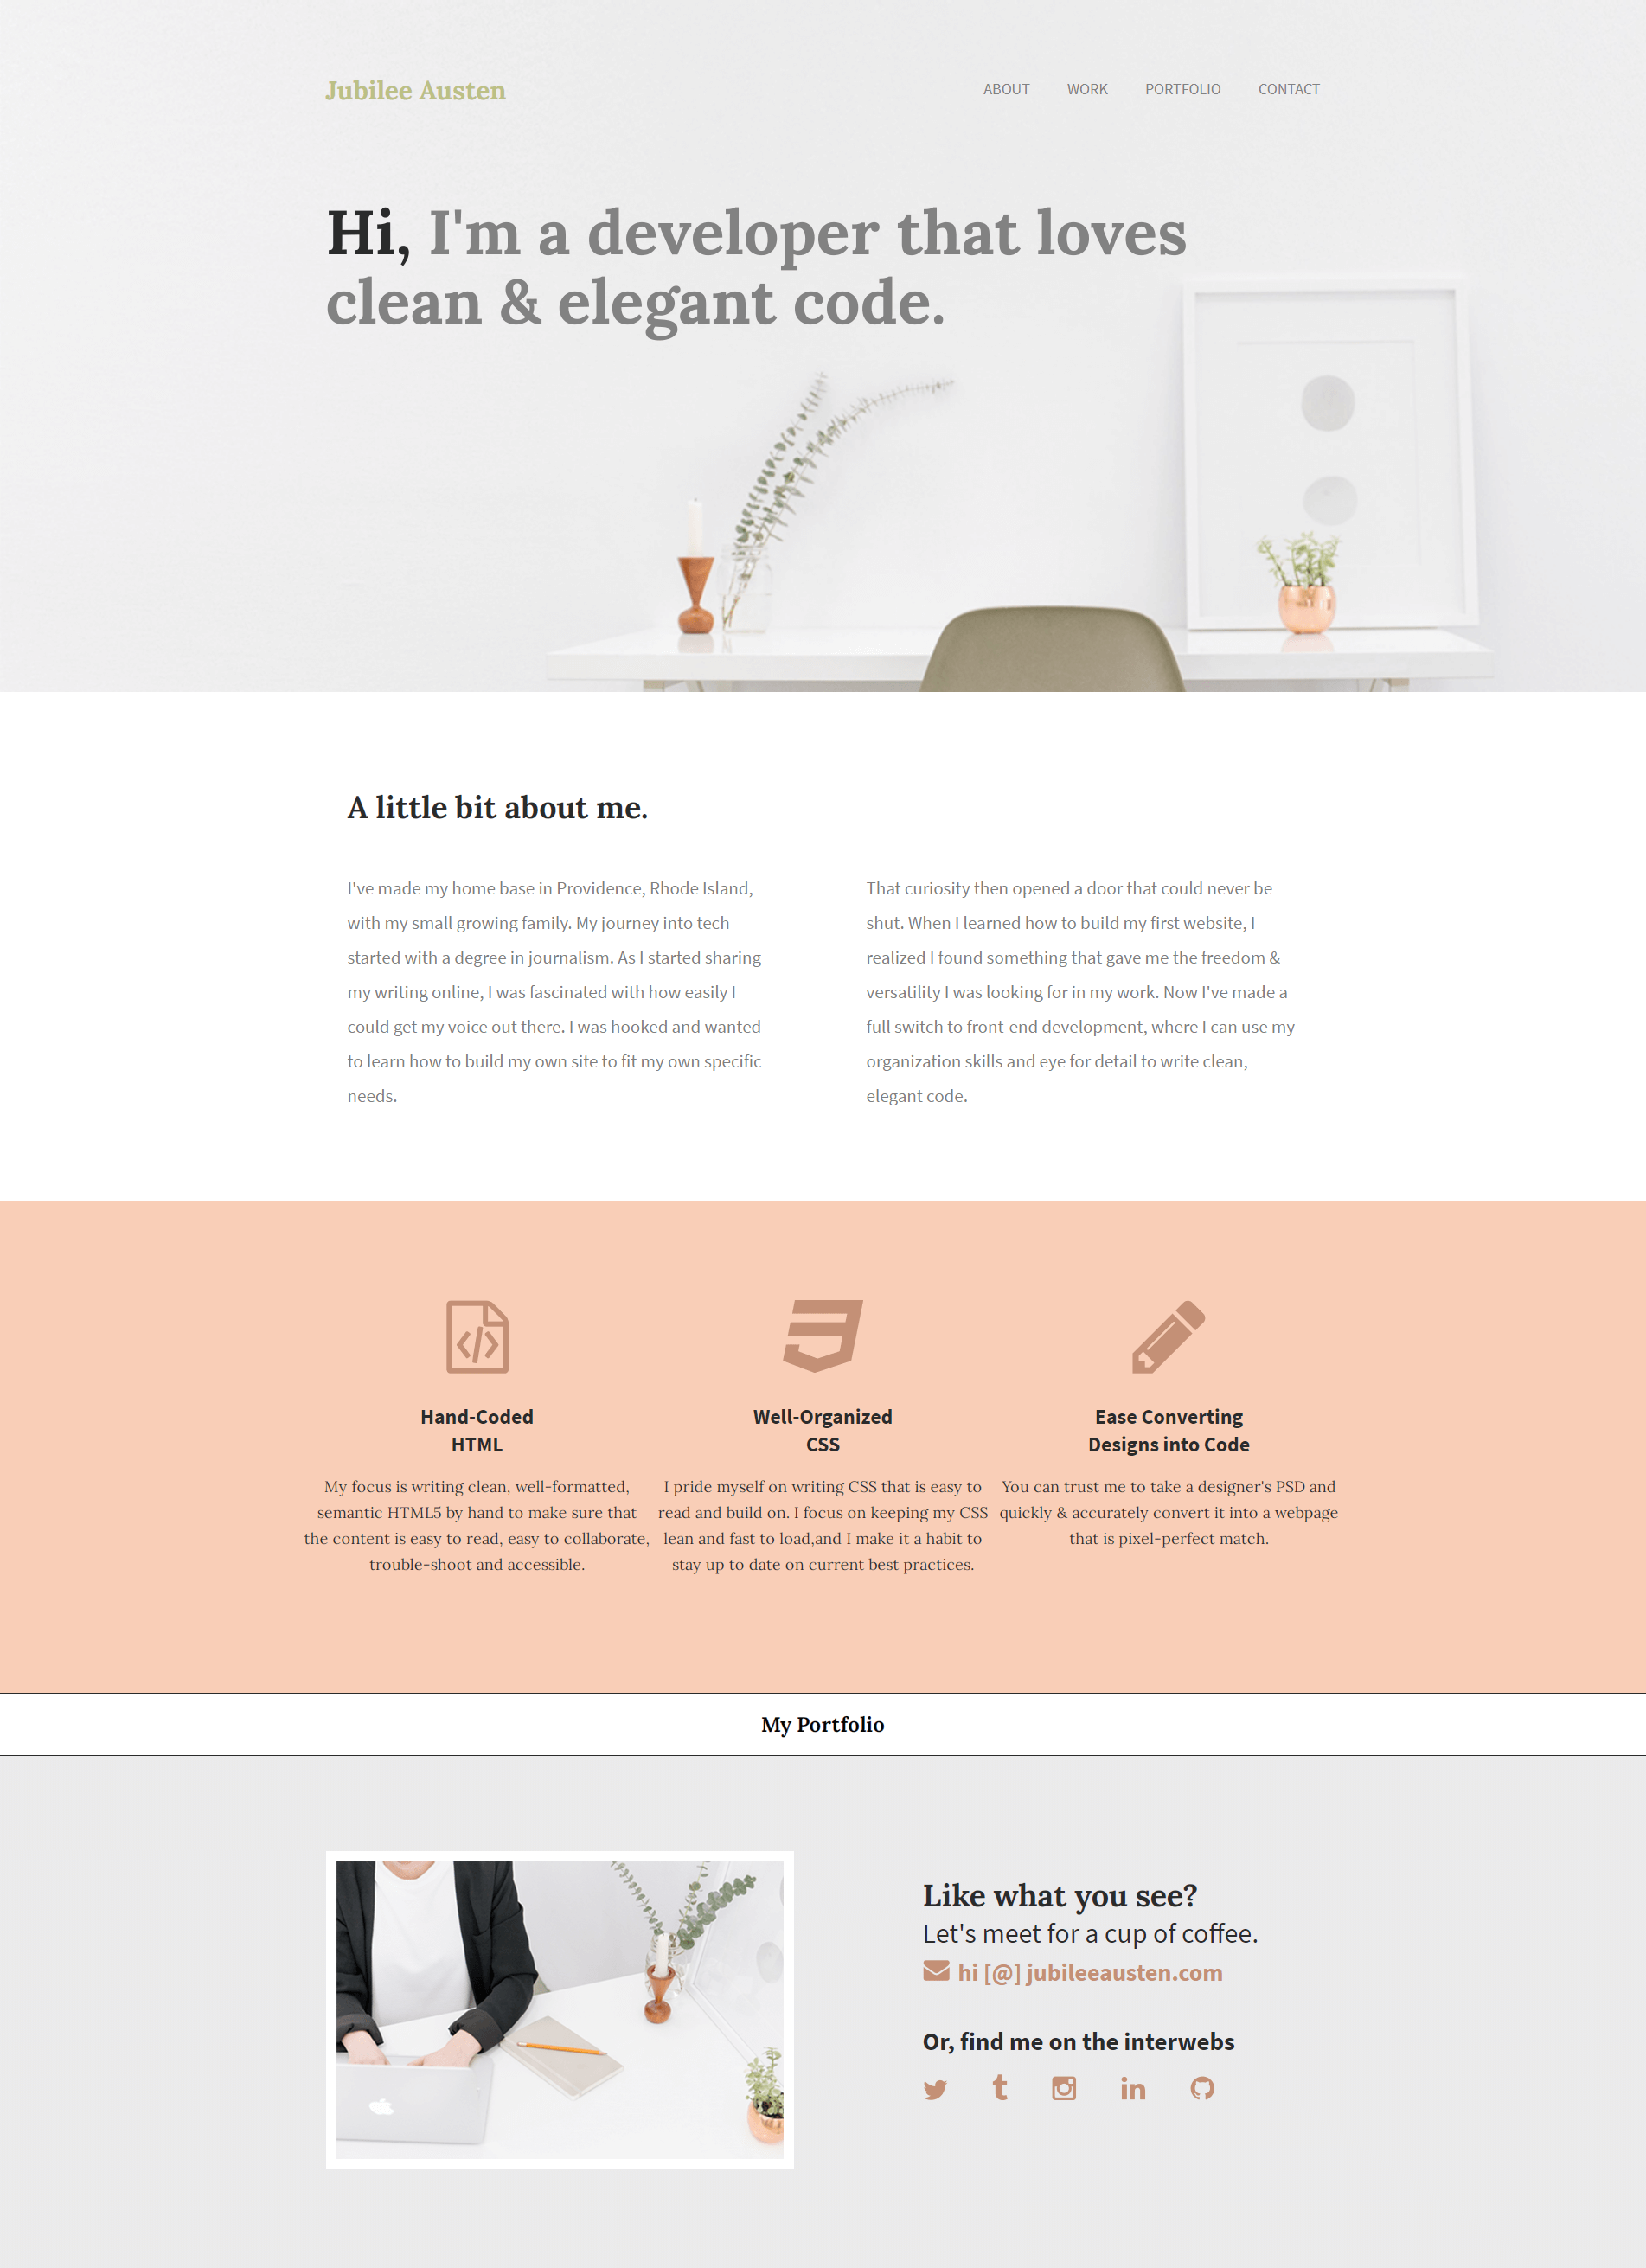 Jubilee Austen
ABOUT WORK PORTFOLIO CONTACT
Hi, I'm a developer that loves
clean & elegant code.
A little bit about me.
I've made my home base in Providence, Rhode Island,
with my small growing family. My journey into tech
started with a degree in journalism. As I started sharing
my writing online, I was fascinated with how easily I
could get my voice out there. I was hooked and wanted
to learn how to build my own site to fit my own specific
needs.
That curiosity then opened a door that could never be
shut. When I learned how to build my first website, I
realized I found something that gave me the freedom &
versatility I was looking for in my work. Now I've made a
full switch to front-end development, where I can use my
organization skills and eye for detail to write clean,
elegant code.
Hand-Coded
HTML
My focus is writing clean, well-formatted,
semantic HTML5 by hand to make sure that
the content is easy to read, easy to collaborate,
trouble-shoot and accessible.
Well-Organized
CSS
I pride myself on writing CSS that is easy to
read and build on. I focus on keeping my CSS
lean and fast to load,and I make it a habit to
stay up to date on current best practices.
Ease Converting
Designs into Code
You can trust me to take a designer's PSD and
quickly & accurately convert it into a webpage
that is pixel-perfect match.
My Portfolio
Like what you see?
Let's meet for a cup of coffee.
hi [@] jubileeausten.com
Or, find me on the interwebs